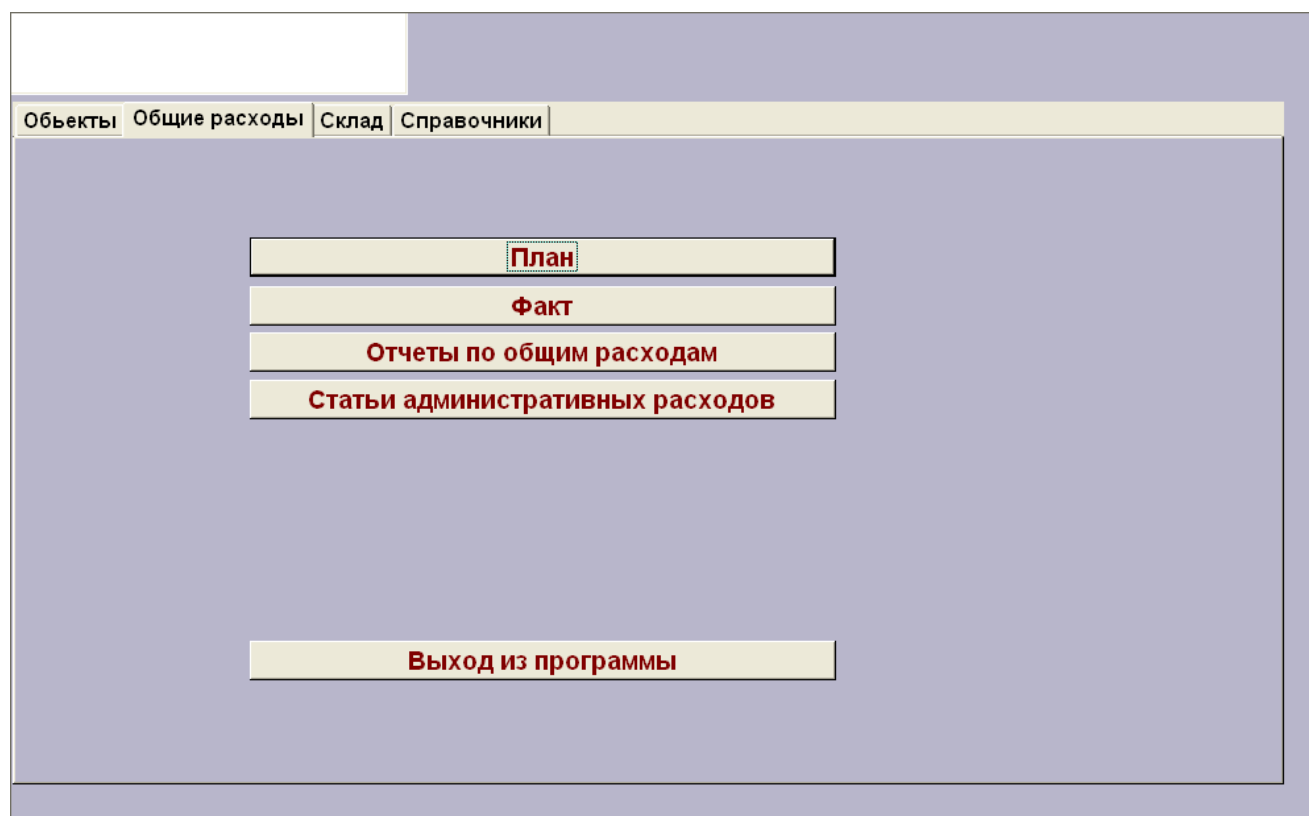 Обьекты Общие расходы Склад Справочники
План
Факт
Отчеты по общим расходам
Статьи административных расходов
Выход из программы